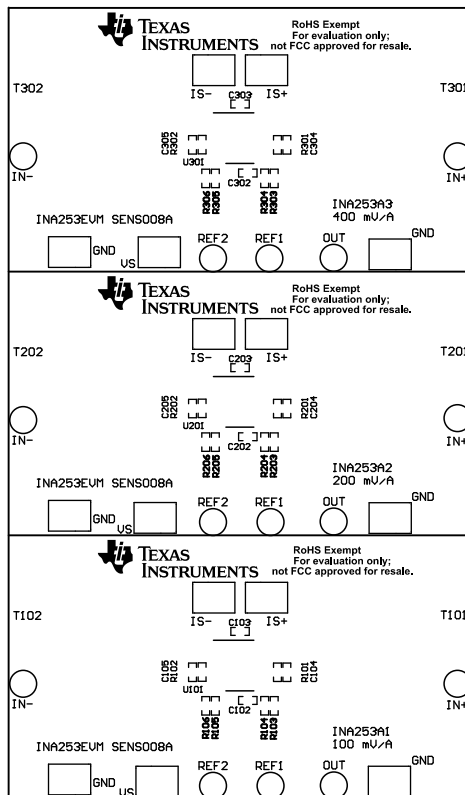 TEXAS INSTRUMENTS
RoHS Exempt
For evaluation only;
not FCC approved for resale.
T302
T301
IS-
IS+
C303
C305
R302
R301
C304
U301
IN-
IN+
C302
R306
R305
R304
R303
INA253A3
400 mV/A
INA253EVM SENS008A
GND
VS
REF2
REF1
OUT
GND
TEXAS INSTRUMENTS
RoHS Exempt
For evaluation only;
not FCC approved for resale.
T202
T201
IS-
IS+
C203
C205
R202
R201
C204
U201
IN-
IN+
C202
R206
R205
R204
R203
INA253A2
200 mV/A
INA253EVM SENS008A
GND
VS
REF2
REF1
OUT
GND
TEXAS INSTRUMENTS
RoHS Exempt
For evaluation only;
not FCC approved for resale.
T102
T101
IS-
IS+
C103
C105
R102
R101
C104
U101
IN-
IN+
C102
R106
R105
R104
R103
INA253A1
100 mV/A
INA253EVM SENS008A
GND
VS
REF2
REF1
OUT
GND